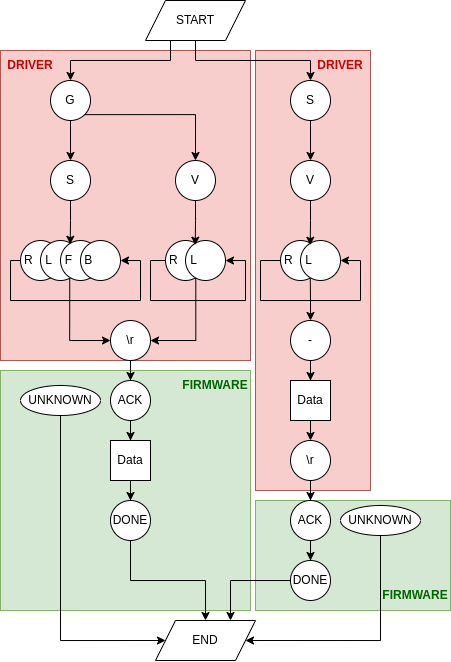 START
DRIVER
DRIVER
G
S
S
V
V
R
L
F
B
R
L
R
L
\r
-
FIRMWARE
UNKNOWN
ACK
Data
Data
\r
DONE
ACK
UNKNOWN
DONE
FIRMWARE
END